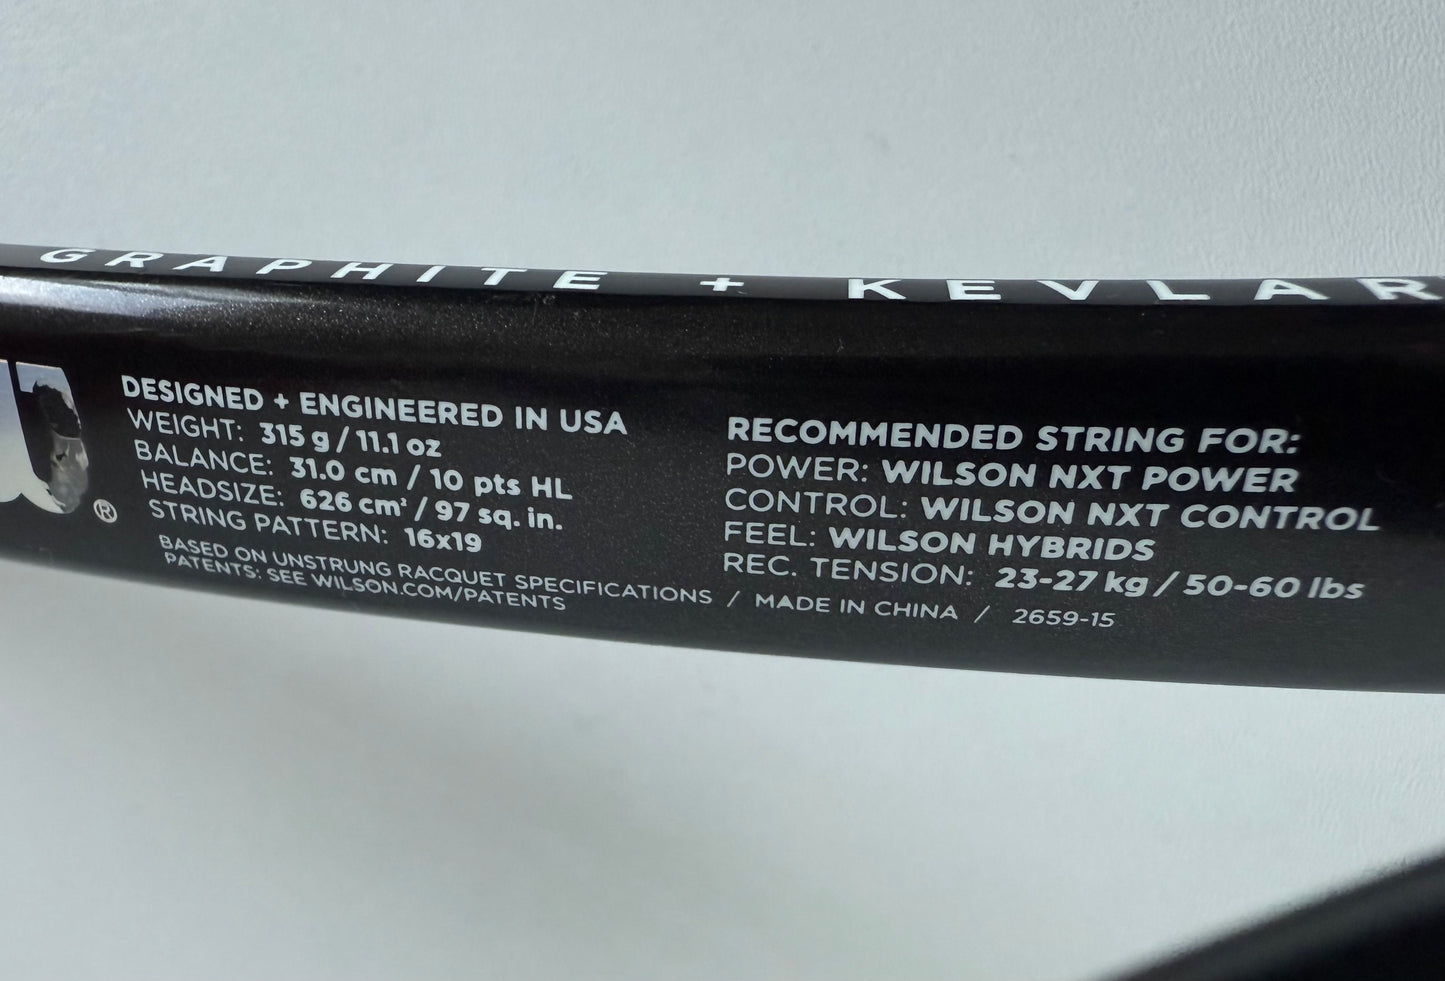 GRAPHITE + KEVLAR
DESIGNED + ENGINEERED IN USA
WEIGHT: 315 g / 11.1 oz
BALANCE: 31.0 cm / 10 pts HL
HEADSIZE: 626 cm² / 97 sq. in.
STRING PATTERN: 16x19
BASED ON UNSTRUNG RACQUET SPECIFICATIONS / MADE IN CHINA / 2659-15
PATENTS: SEE WILSON.COM/PATENTS
®
RECOMMENDED STRING FOR:
POWER: WILSON NXT POWER
CONTROL: WILSON NXT CONTROL
FEEL: WILSON HYBRIDS
REC. TENSION: 23-27 kg / 50-60 lbs